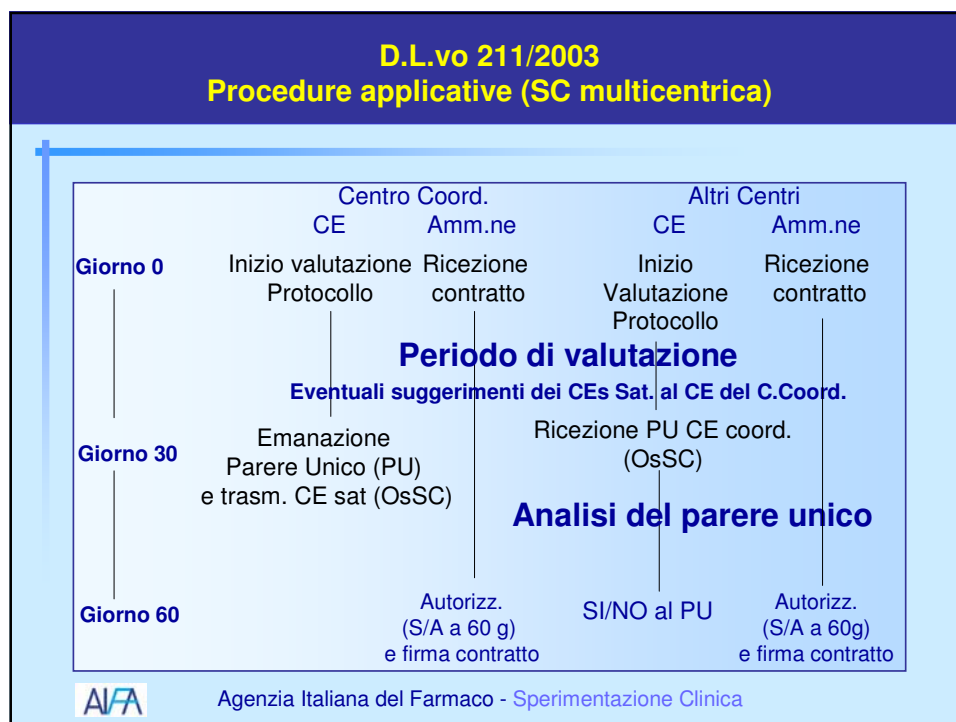 D.L.vo 211/2003
Procedure applicative (SC multicentrica)
Centro Coord.
Altri Centri
CE
Amm.ne
CE
Amm.ne
Giorno 0
Inizio valutazione
Protocollo
Ricezione
contratto
Inizio
Valutazione
Protocollo
Ricezione
contratto
Periodo di valutazione
Eventuali suggerimenti dei CEs Sat. al CE del C.Coord.
Giorno 30
Emanazione
Parere Unico (PU)
e trasm. CE sat (OsSC)
Ricezione PU CE coord.
(OsSC)
Analisi del parere unico
Giorno 60
Autorizz.
(S/A a 60 g)
e firma contratto
SI/NO al PU
Autorizz.
(S/A a 60g)
e firma contratto
AIFA
Agenzia Italiana del Farmaco - Sperimentazione Clinica